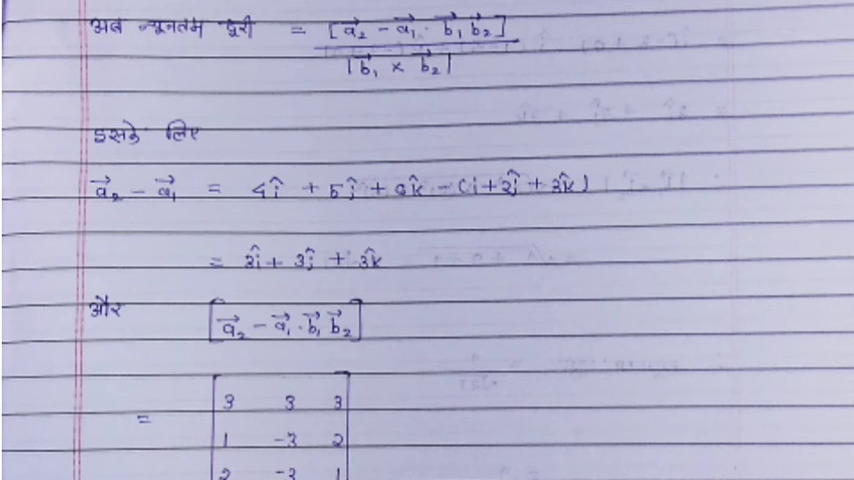 अब न्यूनतम दूरी = [a⃗₂ - a⃗₁ · b⃗₁ b⃗₂]
|b⃗₁ × b⃗₂|
इसके लिए
a⃗₂ - a⃗₁ = 4î + 5ĵ + 6k̂ - (i + 2ĵ + 3k̂)
= 3î + 3ĵ + 3k̂
और [a⃗₂ - a⃗₁ · b⃗₁ b⃗₂]
3 3 3
= 
1 -3 2
2 -3 1